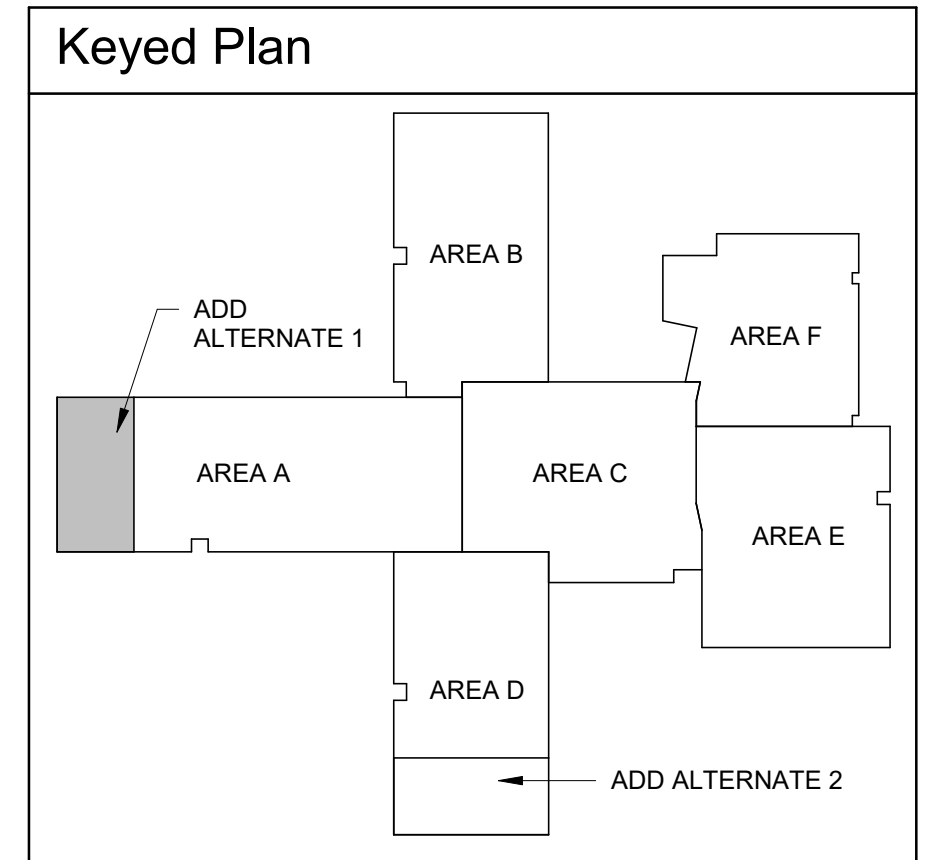 Keyed Plan
AREA B
ADD
ALTERNATE 1
AREA F
AREA A
AREA C
AREA E
AREA D
ADD ALTERNATE 2